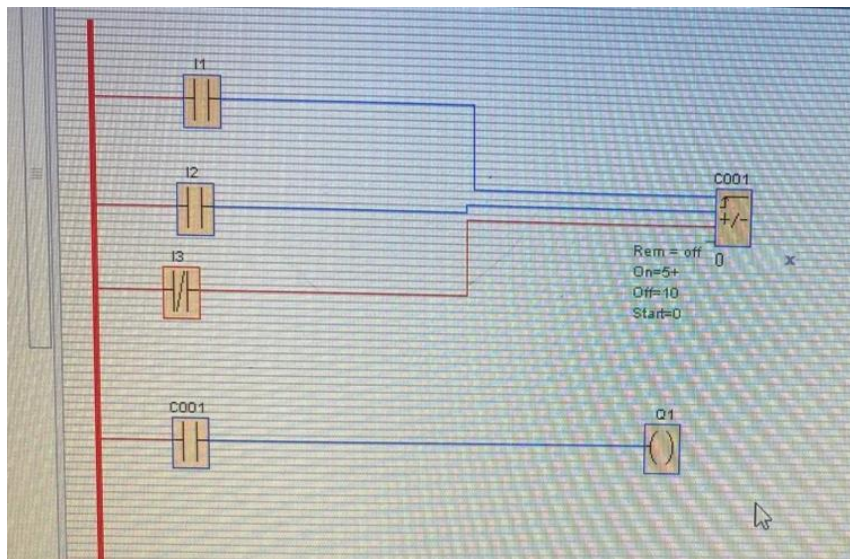 I1
I2
C001
+/-
I3
Rem = off
0
x
On=5+
Off=10
Start=0
C001
Q1